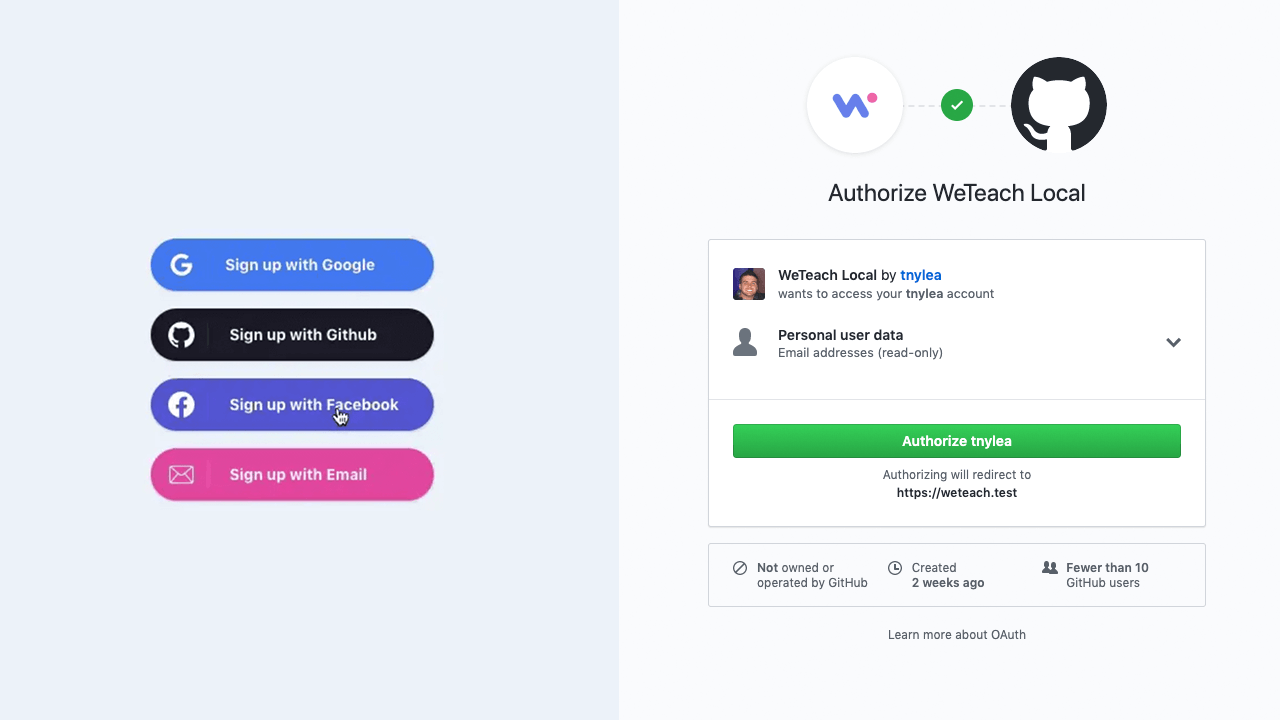 Sign up with Google
Sign up with Github
Sign up with Facebook
Sign up with Email
Authorize WeTeach Local
WeTeach Local by tnylea
wants to access your tnylea account
Personal user data
Email addresses (read-only)
Authorize tnylea
Authorizing will redirect to
https://weteach.test
Not owned or
operated by GitHub
Created
2 weeks ago
Fewer than 10
GitHub users
Learn more about OAuth